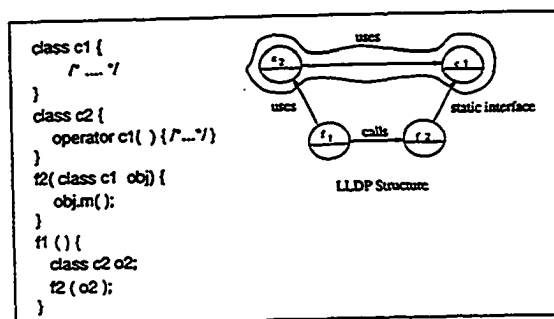 class c1 {
/* .... */
}
class c2 {
operator c1( ) { /*...*/ }
}
f2( class c1 obj) {
obj.m( );
}
f1 ( ) {
class c2 o2;
f2 ( o2 );
}
uses
c2
c1
uses
static interface
f1
calls
f2
LLDP Structure